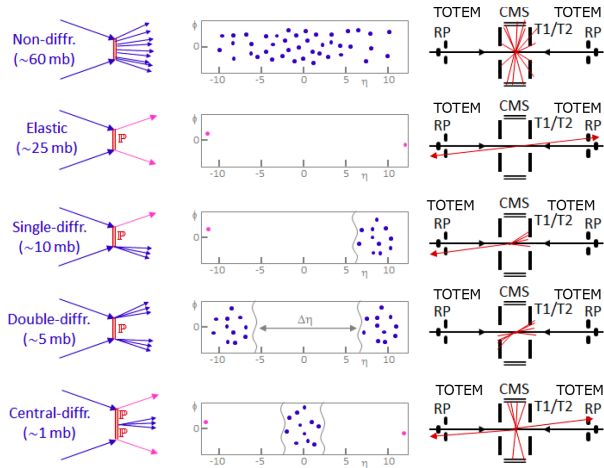 Non-diffr.
(~60 mb)
ϕ
0
-10 -5 0 5 η 10
TOTEM CMS TOTEM
RP T1/T2 RP
Elastic
(~25 mb)
ℙ
ϕ
0
-10 -5 0 5 η 10
TOTEM CMS TOTEM
RP T1/T2 RP
Single-diffr.
(~10 mb)
ℙ
ϕ
0
-10 -5 0 5 η 10
TOTEM CMS TOTEM
RP T1/T2 RP
Double-diffr.
(~5 mb)
ℙ
ϕ
0
Δη
-10 -5 0 5 η 10
TOTEM CMS TOTEM
RP T1/T2 RP
Central-diffr.
(~1 mb)
ℙ
ℙ
ϕ
0
-10 -5 0 5 η 10
TOTEM CMS TOTEM
RP T1/T2 RP